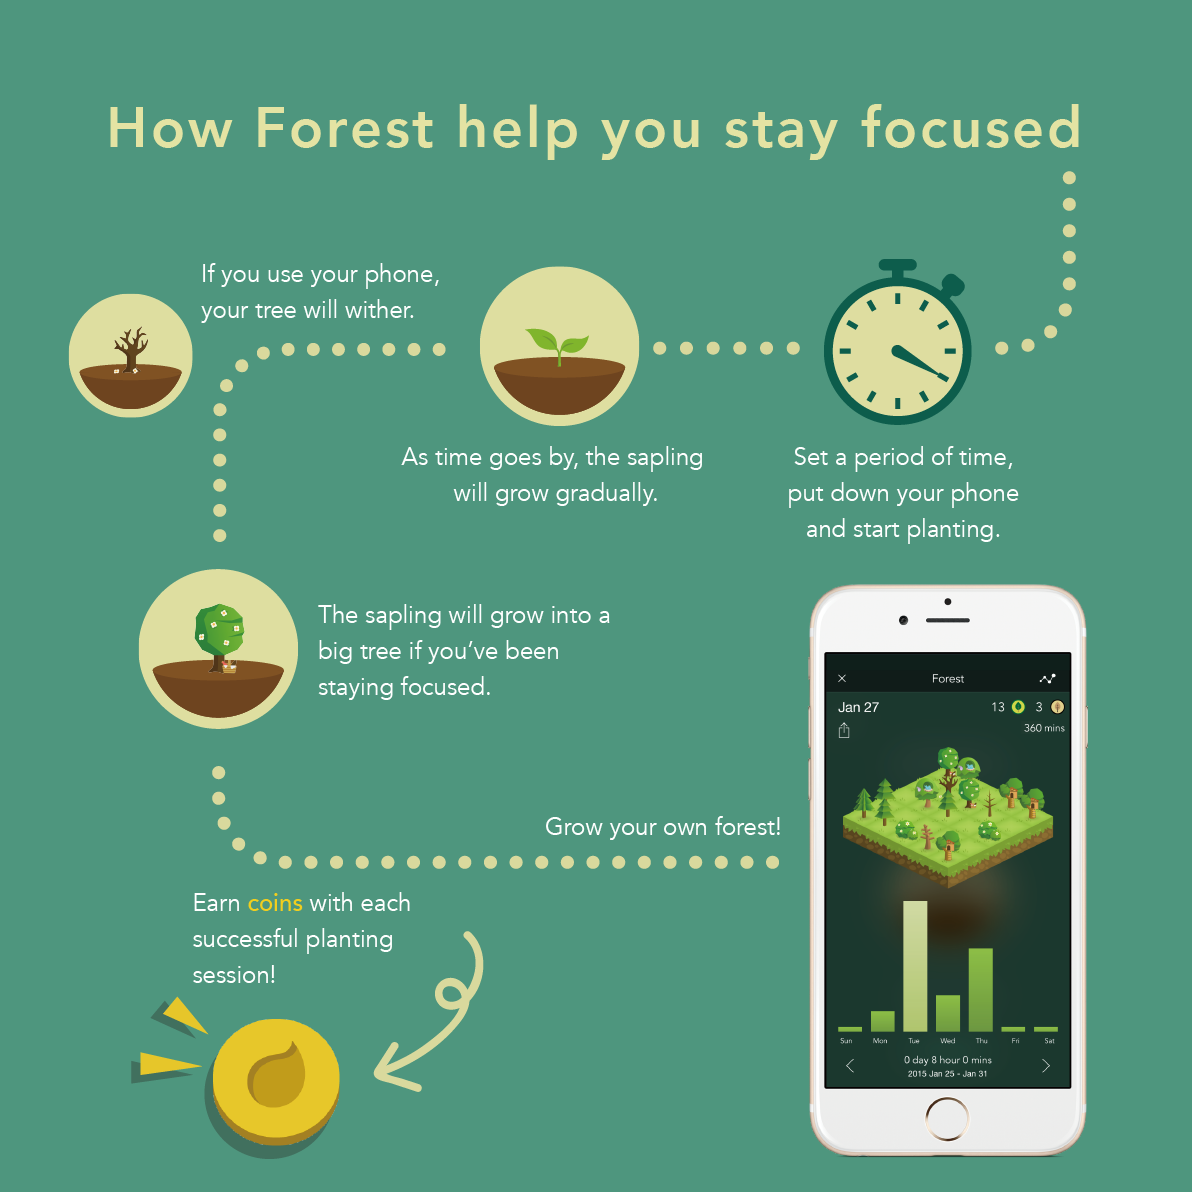 How Forest help you stay focused
If you use your phone,
your tree will wither.
As time goes by, the sapling
will grow gradually.
Set a period of time,
put down your phone
and start planting.
The sapling will grow into a
big tree if you've been
staying focused.
Grow your own forest!
Earn coins with each
successful planting
session!
Forest
Jan 27
13
3
360 mins
Sun Mon Tue Wed Thu Fri Sat
0 day 8 hour 0 mins
2015 Jan 25 - Jan 31